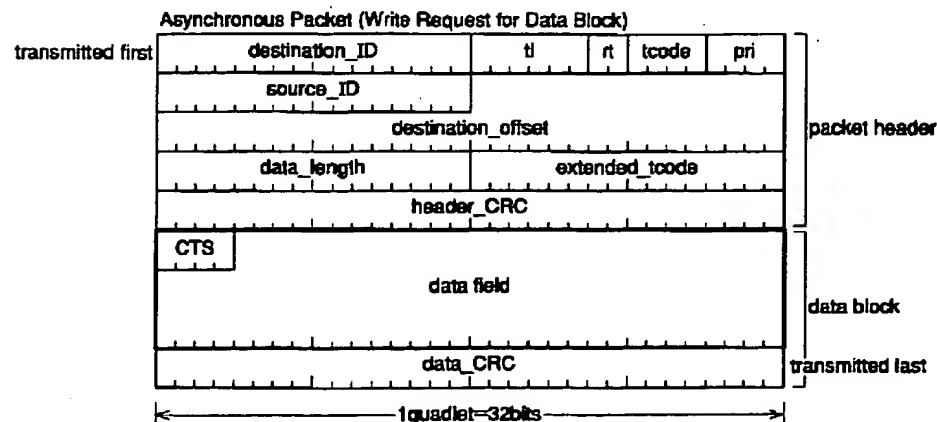 Asynchronous Packet (Write Request for Data Block)
transmitted first destination_ID tl rt tcode pri
source_ID
destination_offset packet header
data_length extended_tcode
header_CRC
CTS
data field
data block
data_CRC transmitted last
1quadlet=32bits